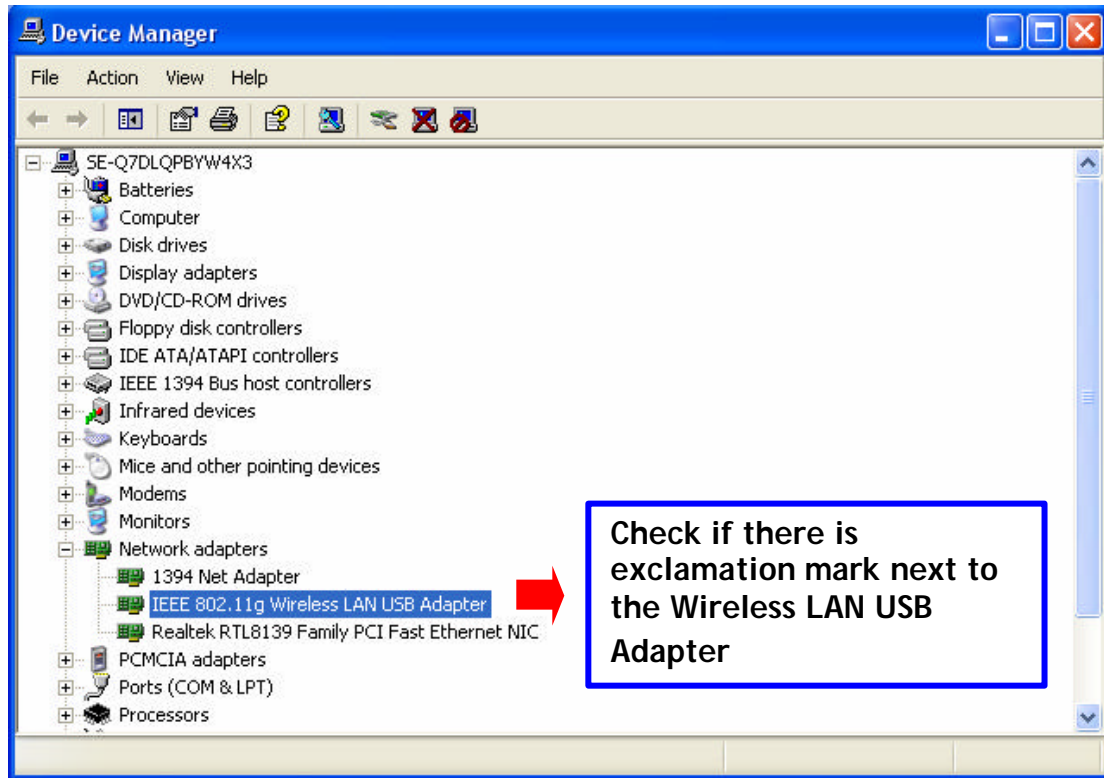 Device Manager
File Action View Help
SE-Q7DLQPBYW4X3
Batteries
Computer
Disk drives
Display adapters
DVD/CD-ROM drives
Floppy disk controllers
IDE ATA/ATAPI controllers
IEEE 1394 Bus host controllers
Infrared devices
Keyboards
Mice and other pointing devices
Modems
Monitors
Network adapters
1394 Net Adapter
IEEE 802.11g Wireless LAN USB Adapter
Realtek RTL8139 Family PCI Fast Ethernet NIC
PCMCIA adapters
Ports (COM & LPT)
Processors
Check if there is
exclamation mark next to
the Wireless LAN USB
Adapter